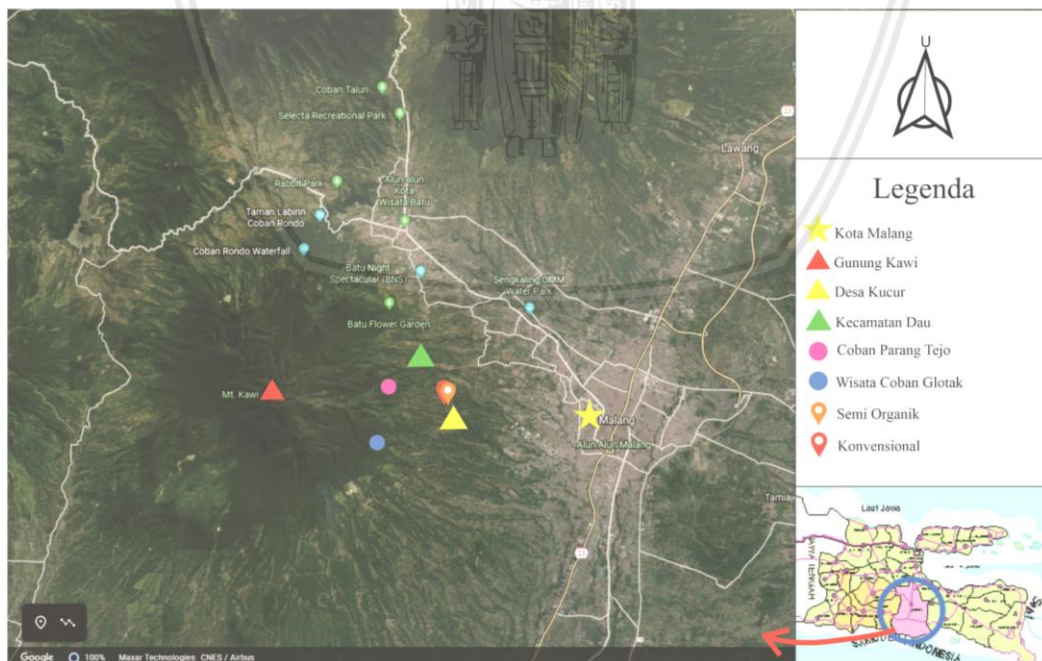 Coban Talun
Selecta Recreational Park
Rabbit Park
Alun-alun
Kota
Wisata Batu
Taman Labirin
Coban Rondo
Coban Rondo Waterfall
Batu Night
Spectacular (BNS)
Sengkaling UMM
Water Park
Batu Flower Garden
Mt. Kawi
Malang
Alun Alun Malang
Lawang
23
23
Google
100%
Maxar Technologies CNES / Airbus
U
Legenda
Kota Malang
Gunung Kawi
Desa Kucur
Kecamatan Dau
Coban Parang Tejo
Wisata Coban Glotak
Semi Organik
Konvensional
Laut Jawa